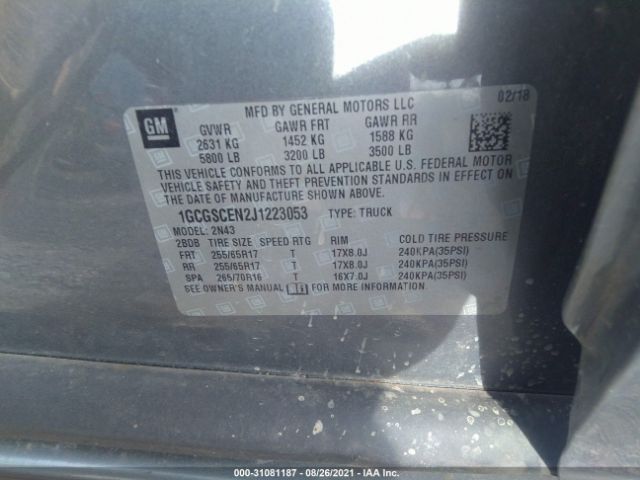 MFD BY GENERAL MOTORS LLC 02/18
GM
GVWR GAWR FRT GAWR RR
2631 KG 1452 KG 1588 KG
5800 LB 3200 LB 3500 LB
THIS VEHICLE CONFORMS TO ALL APPLICABLE U.S. FEDERAL MOTOR
VEHICLE SAFETY AND THEFT PREVENTION STANDARDS IN EFFECT ON
THE DATE OF MANUFACTURE SHOWN ABOVE.
1GCGSCEN2J1223053 TYPE: TRUCK
MODEL: 2N43
2BDB TIRE SIZE SPEED RTG RIM COLD TIRE PRESSURE
FRT 255/65R17 T 17X8.0J 240KPA(35PSI)
RR 255/65R17 T 17X8.0J 240KPA(35PSI)
SPA 265/70R16 T 16X7.0J 240KPA(35PSI)
SEE OWNER'S MANUAL FOR MORE INFORMATION.
000-31081187 - 08/26/2021 - IAA Inc.